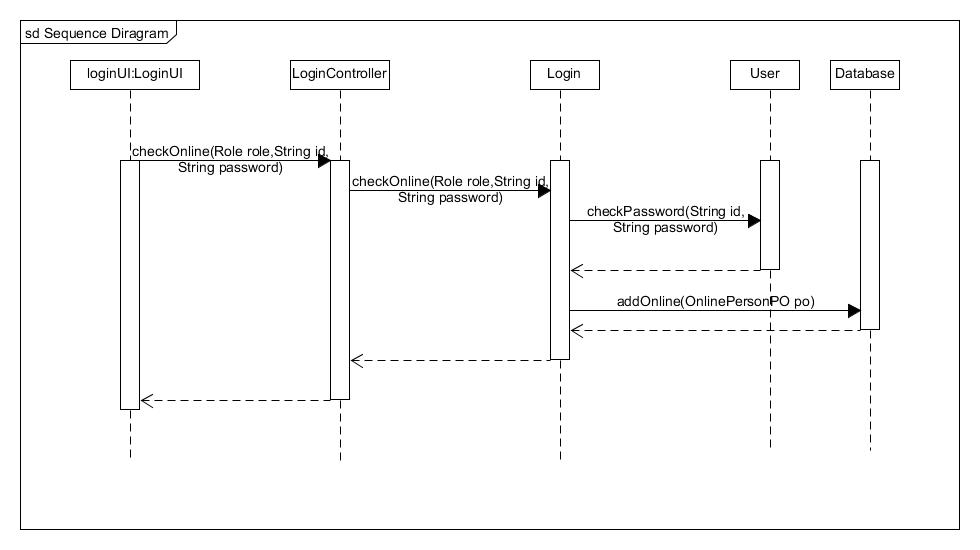 sd Sequence Diragram
loginUI:LoginUI
LoginController
Login
User
Database
checkOnline(Role role,String id,
String password)
checkOnline(Role role,String id,
String password)
checkPassword(String id,
String password)
addOnline(OnlinePersonPO po)